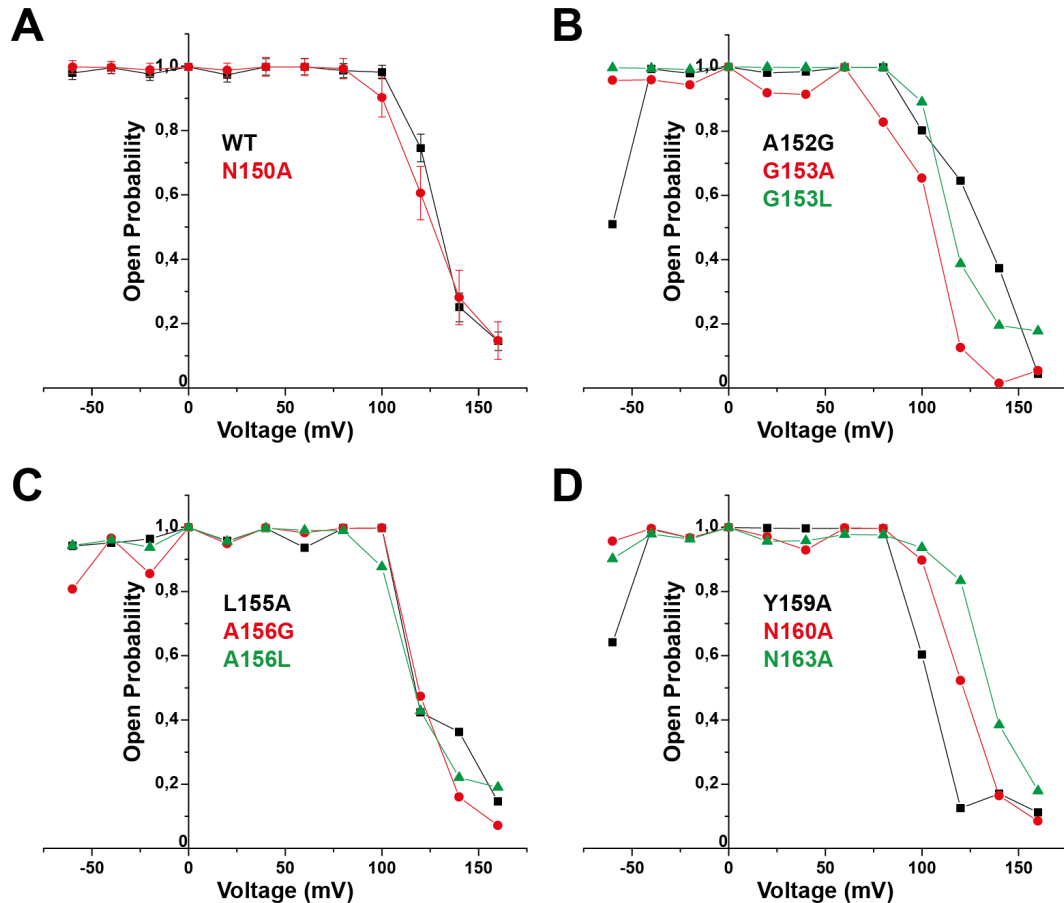 A
Open Probability
1,0
0,8
0,6
0,4
0,2
0
WT
N150A
-50
0
50
100
150
Voltage (mV)
B
Open Probability
1,0
0,8
0,6
0,4
0,2
0
A152G
G153A
G153L
-50
0
50
100
150
Voltage (mV)
C
Open Probability
1,0
0,8
0,6
0,4
0,2
0
L155A
A156G
A156L
-50
0
50
100
150
Voltage (mV)
D
Open Probability
1,0
0,8
0,6
0,4
0,2
0
Y159A
N160A
N163A
-50
0
50
100
150
Voltage (mV)